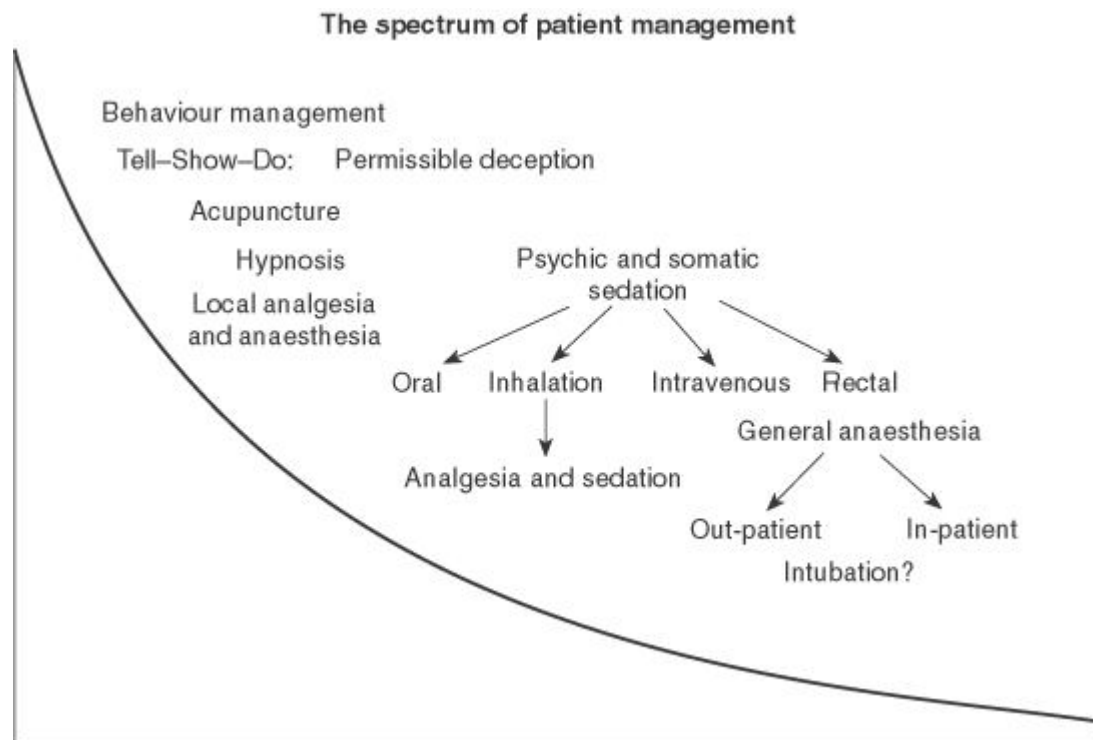 The spectrum of patient management
Behaviour management
Tell–Show–Do: Permissible deception
Acupuncture
Hypnosis
Local analgesia
and anaesthesia
Psychic and somatic
sedation
Oral Inhalation Intravenous Rectal
General anaesthesia
Analgesia and sedation
Out-patient In-patient
Intubation?